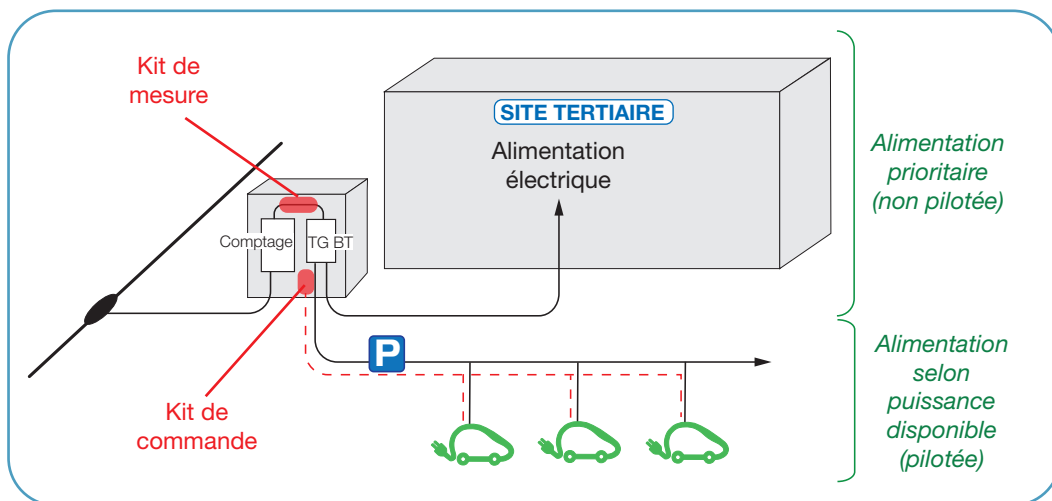 Kit de
mesure
SITE TERTIAIRE
Alimentation
électrique
Alimentation
prioritaire
(non pilotée)
Comptage
TG BT
P
Kit de
commande
Alimentation
selon
puissance
disponible
(pilotée)